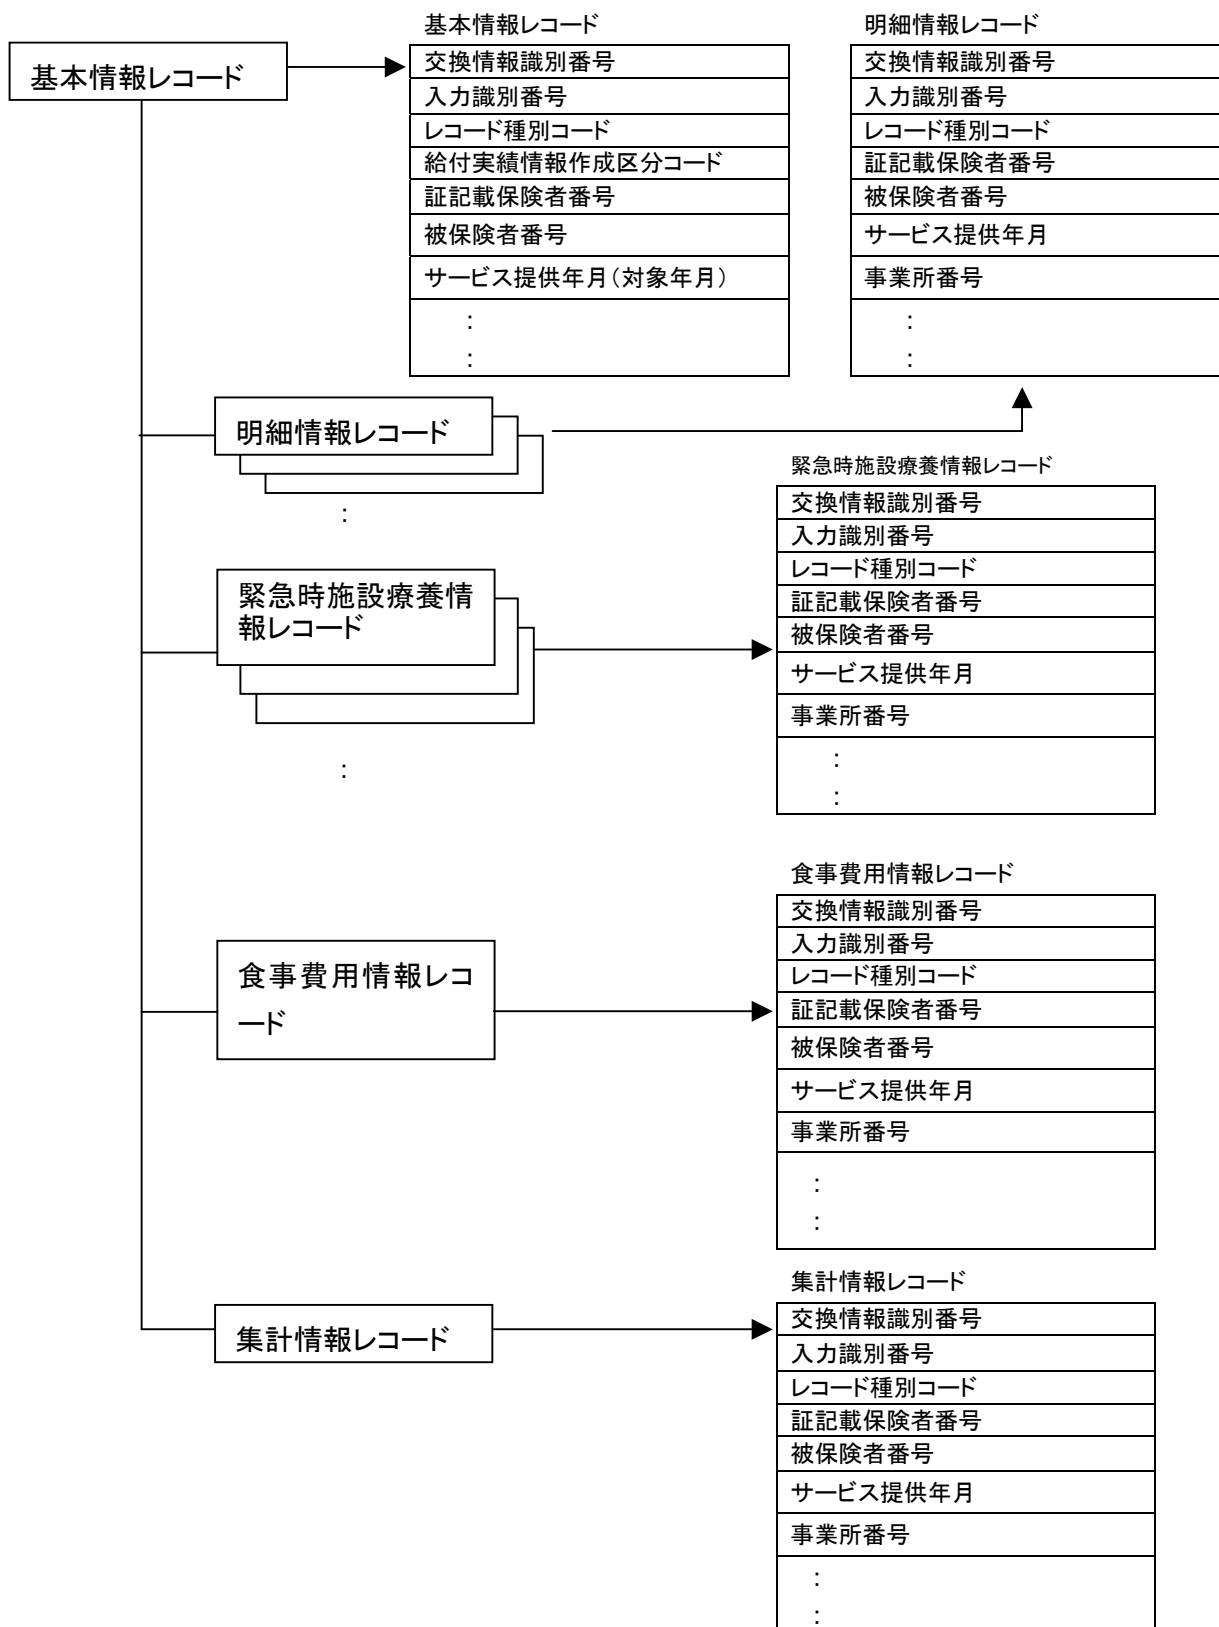 基本情報レコード
基本情報レコード
交換情報識別番号
入力識別番号
レコード種別コード
給付実績情報作成区分コード
証記載保険者番号
被保険者番号
サービス提供年月(対象年月)
:
:
明細情報レコード
交換情報識別番号
入力識別番号
レコード種別コード
証記載保険者番号
被保険者番号
サービス提供年月
事業所番号
:
:
明細情報レコード
:
緊急時施設療養情
報レコード
:
緊急時施設療養情報レコード
交換情報識別番号
入力識別番号
レコード種別コード
証記載保険者番号
被保険者番号
サービス提供年月
事業所番号
:
:
食事費用情報レコ
ード
食事費用情報レコード
交換情報識別番号
入力識別番号
レコード種別コード
証記載保険者番号
被保険者番号
サービス提供年月
事業所番号
:
:
集計情報レコード
集計情報レコード
交換情報識別番号
入力識別番号
レコード種別コード
証記載保険者番号
被保険者番号
サービス提供年月
事業所番号
:
: